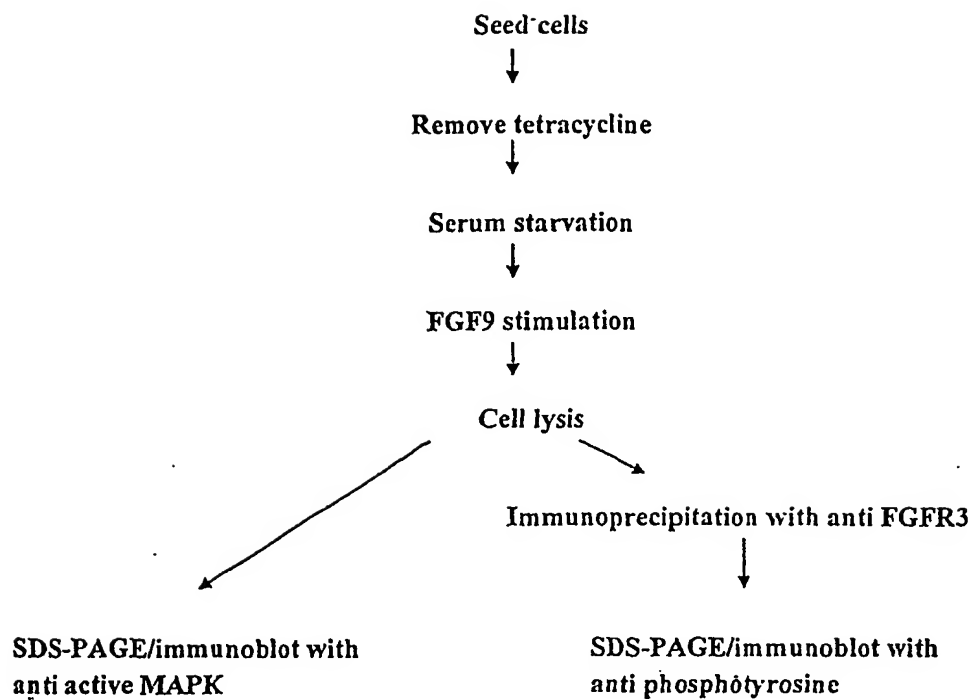 Seed cells
Remove tetracycline
Serum starvation
FGF9 stimulation
Cell lysis
Immunoprecipitation with anti FGFR3
SDS-PAGE/immunoblot with
anti active MAPK
SDS-PAGE/immunoblot with
anti phosphotyrosine